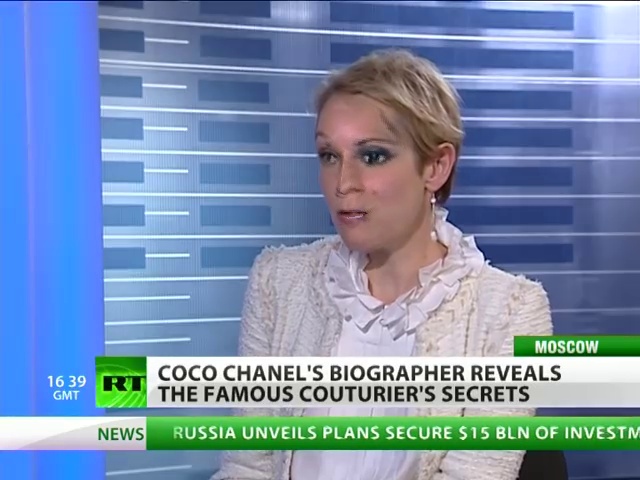 MOSCOW
16 39
GMT
RT
COCO CHANEL'S BIOGRAPHER REVEALS
THE FAMOUS COUTURIER'S SECRETS
NEWS
RUSSIA UNVEILS PLANS SECURE $15 BLN OF INVESTM